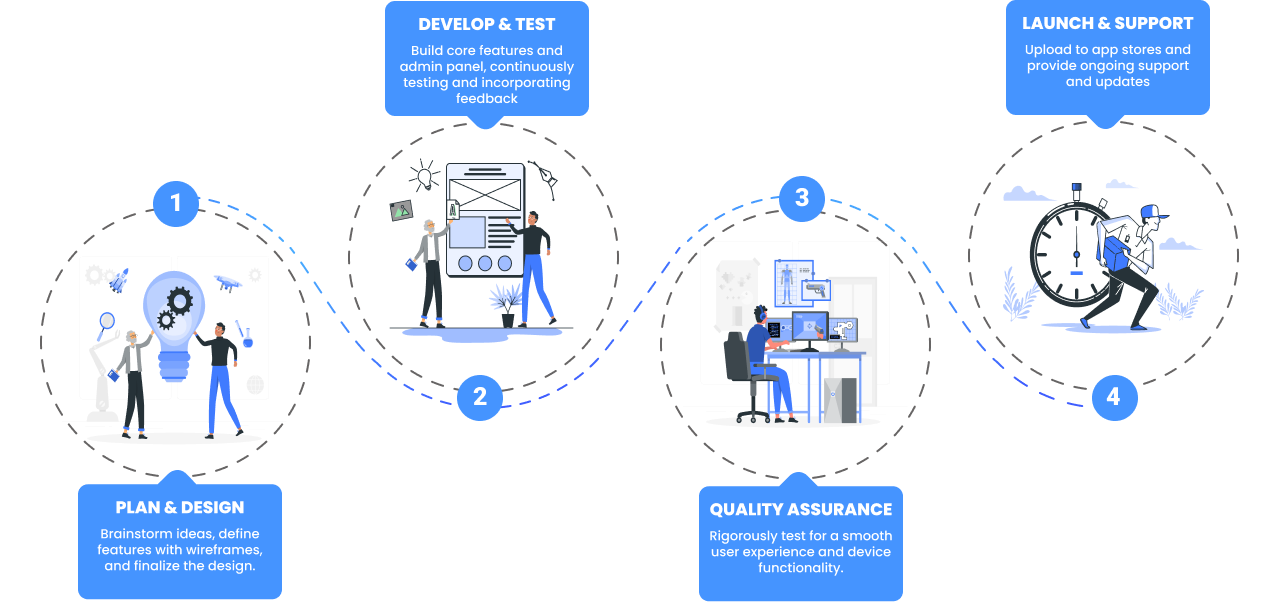 1
PLAN & DESIGN
Brainstorm ideas, define
features with wireframes,
and finalize the design.
DEVELOP & TEST
Build core features and
admin panel, continuously
testing and incorporating
feedback
A
2
3
QUALITY ASSURANCE
Rigorously test for a smooth
user experience and device
functionality.
LAUNCH & SUPPORT
Upload to app stores and
provide ongoing support
and updates
4